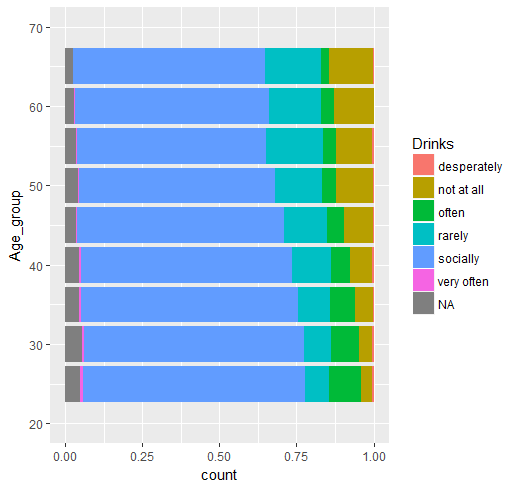 70
60
50
40
30
20
Age_group
0.00 0.25 0.50 0.75 1.00
count
Drinks
desperately
not at all
often
rarely
socially
very often
NA